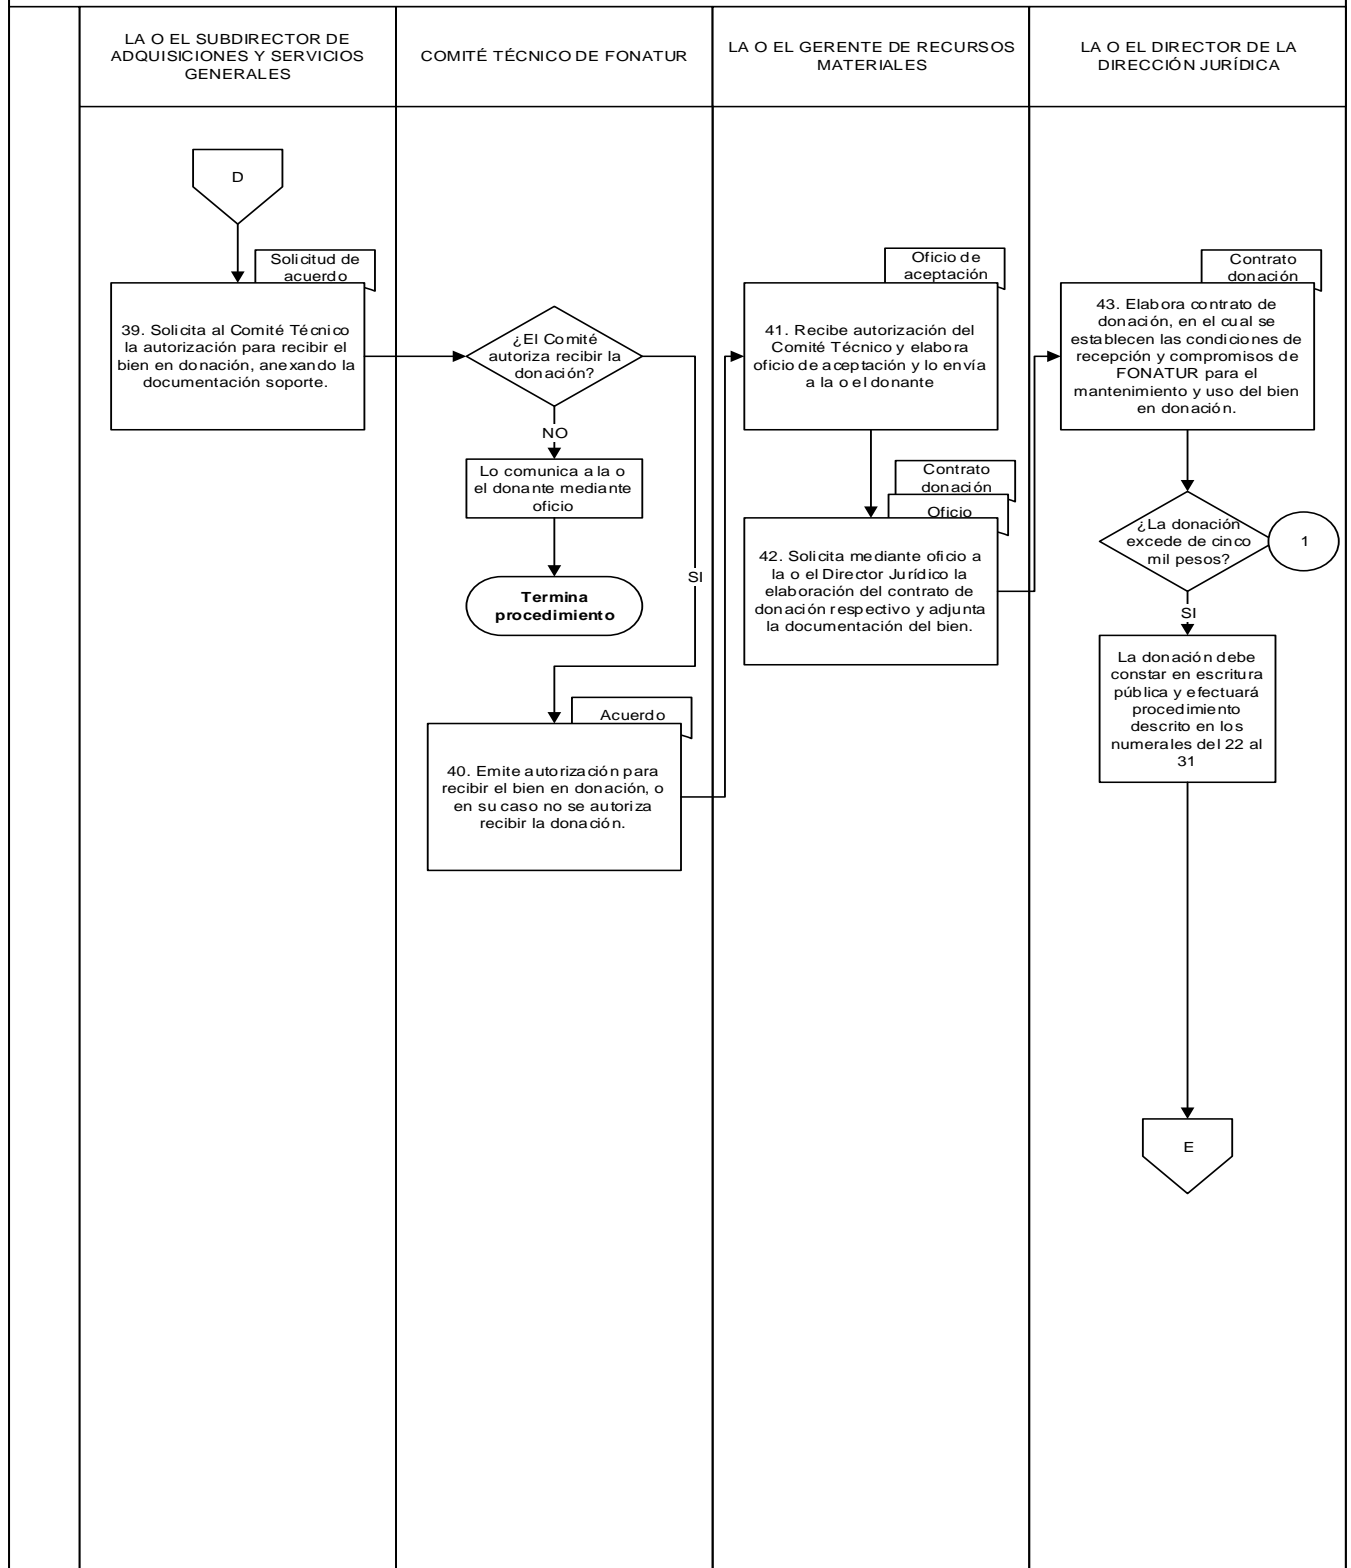 LA O EL SUBDIRECTOR DE
ADQUISICIONES Y SERVICIOS
GENERALES
COMITÉ TÉCNICO DE FONATUR
LA O EL GERENTE DE RECURSOS
MATERIALES
LA O EL DIRECTOR DE LA
DIRECCIÓN JURÍDICA
D
Solicitud de
acuerdo
39. Solicita al Comité Técnico
la autorización para recibir el
bien en donación, anexando la
documentación soporte.
¿El Comité
autoriza recibir la
donación?
NO
Lo comunica a la o
el donante mediante
oficio
Termina
procedimiento
SI
Acuerdo
40. Emite autorización para
recibir el bien en donación, o
en su caso no se autoriza
recibir la donación.
Oficio de
aceptación
41. Recibe autorización del
Comité Técnico y elabora
oficio de aceptación y lo envía
a la o el donante
Contrato
donación
Oficio
42. Solicita mediante oficio a
la o el Director Jurídico la
elaboración del contrato de
donación respectivo y adjunta
la documentación del bien.
Contrato
donación
43. Elabora contrato de
donación, en el cual se
establecen las condiciones de
recepción y compromisos de
FONATUR para el
mantenimiento y uso del bien
en donación.
¿La donación
excede de cinco
mil pesos?
1
SI
La donación debe
constar en escritura
pública y efectuará
procedimiento
descrito en los
numerales del 22 al
31
E